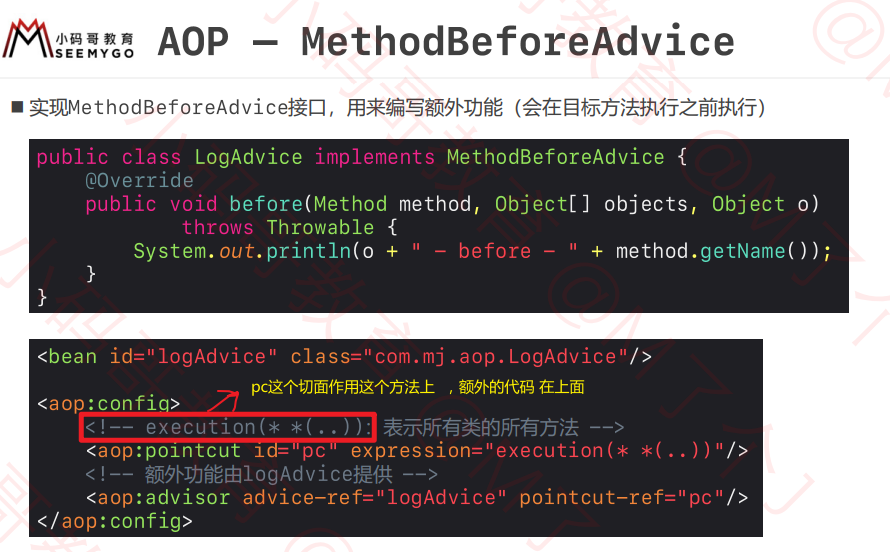 小码哥教育
SEEMYGO
AOP – MethodBeforeAdvice
■ 实现MethodBeforeAdvice接口，用来编写额外功能（会在目标方法执行之前执行）
public class LogAdvice implements MethodBeforeAdvice {
@Override
public void before(Method method, Object[] objects, Object o)
throws Throwable {
System.out.println(o + " - before - " + method.getName());
}
}
<bean id="logAdvice" class="com.mj.aop.LogAdvice"/>
pc这个切面作用这个方法上 ，额外的代码 在上面
<aop:config>
<!-- execution(* *(..)): 表示所有类的所有方法 -->
<aop:pointcut id="pc" expression="execution(* *(..))"/>
<!-- 额外功能由logAdvice提供 -->
<aop:advisor advice-ref="logAdvice" pointcut-ref="pc"/>
</aop:config>